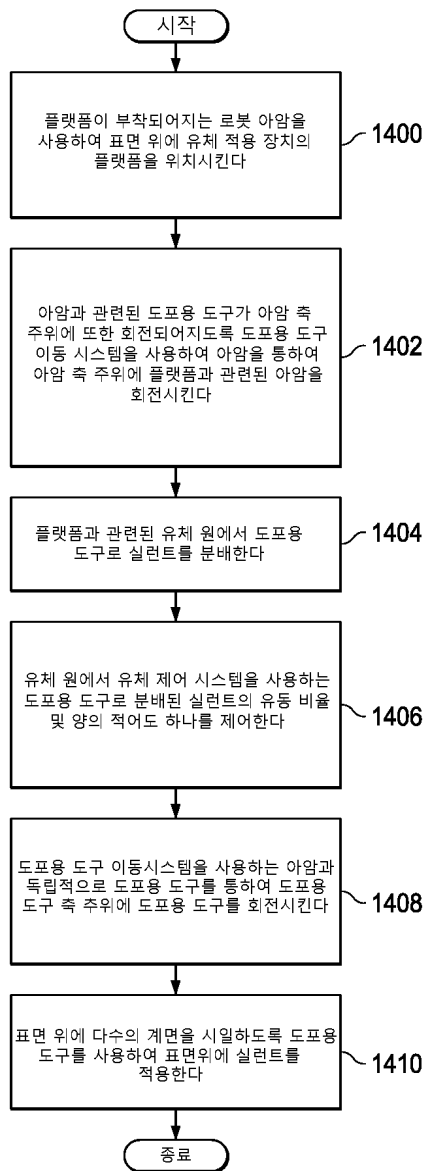 시작
플랫폼이 부착되어지는 로봇 아암을
사용하여 표면 위에 유체 적용 장치의
플랫폼을 위치시킨다
1400
아암과 관련된 도포용 도구가 아암 축
주위에 또한 회전되어지도록 도포용 도구
이동 시스템을 사용하여 아암을 통하여
아암 축 주위에 플랫폼과 관련된 아암을
회전시킨다
1402
플랫폼과 관련된 유체 원에서 도포용
도구로 실런트를 분배한다
1404
유체 원에서 유체 제어 시스템을 사용하는
도포용 도구로 분배된 실런트의 유동 비율
및 양의 적어도 하나를 제어한다
1406
도포용 도구 이동시스템을 사용하는 아암과
독립적으로 도포용 도구를 통하여 도포용
도구 축 주위에 도포용 도구를 회전시킨다
1408
표면 위에 다수의 계면을 시일하도록 도포용
도구를 사용하여 표면위에 실런트를
적용한다
1410
종료